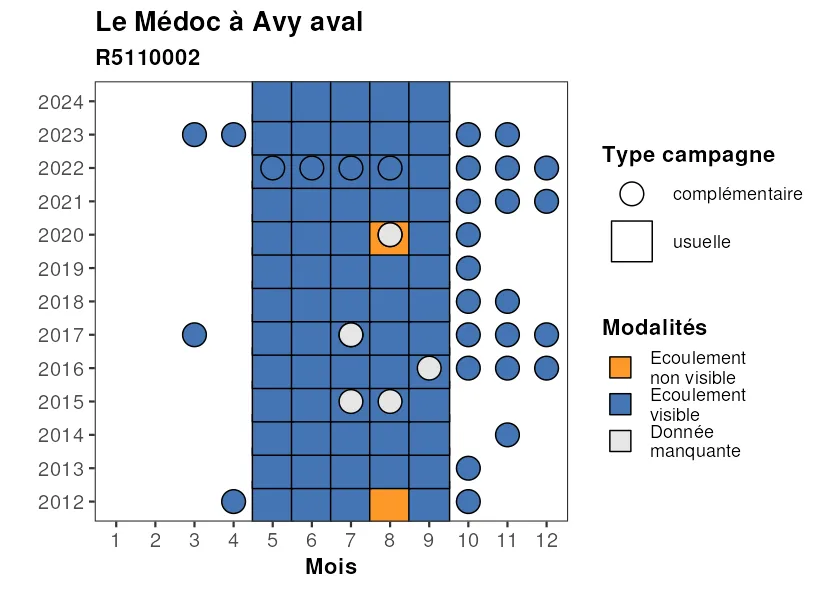 Le Médoc à Avy aval
R5110002
2024
2023
2022
2021
2020
2019
2018
2017
2016
2015
2014
2013
2012
1 2 3 4 5 6 7 8 9 10 11 12
Mois
Type campagne
complémentaire
usuelle
Modalités
Ecoulement
non visible
Ecoulement
visible
Donnée
manquante